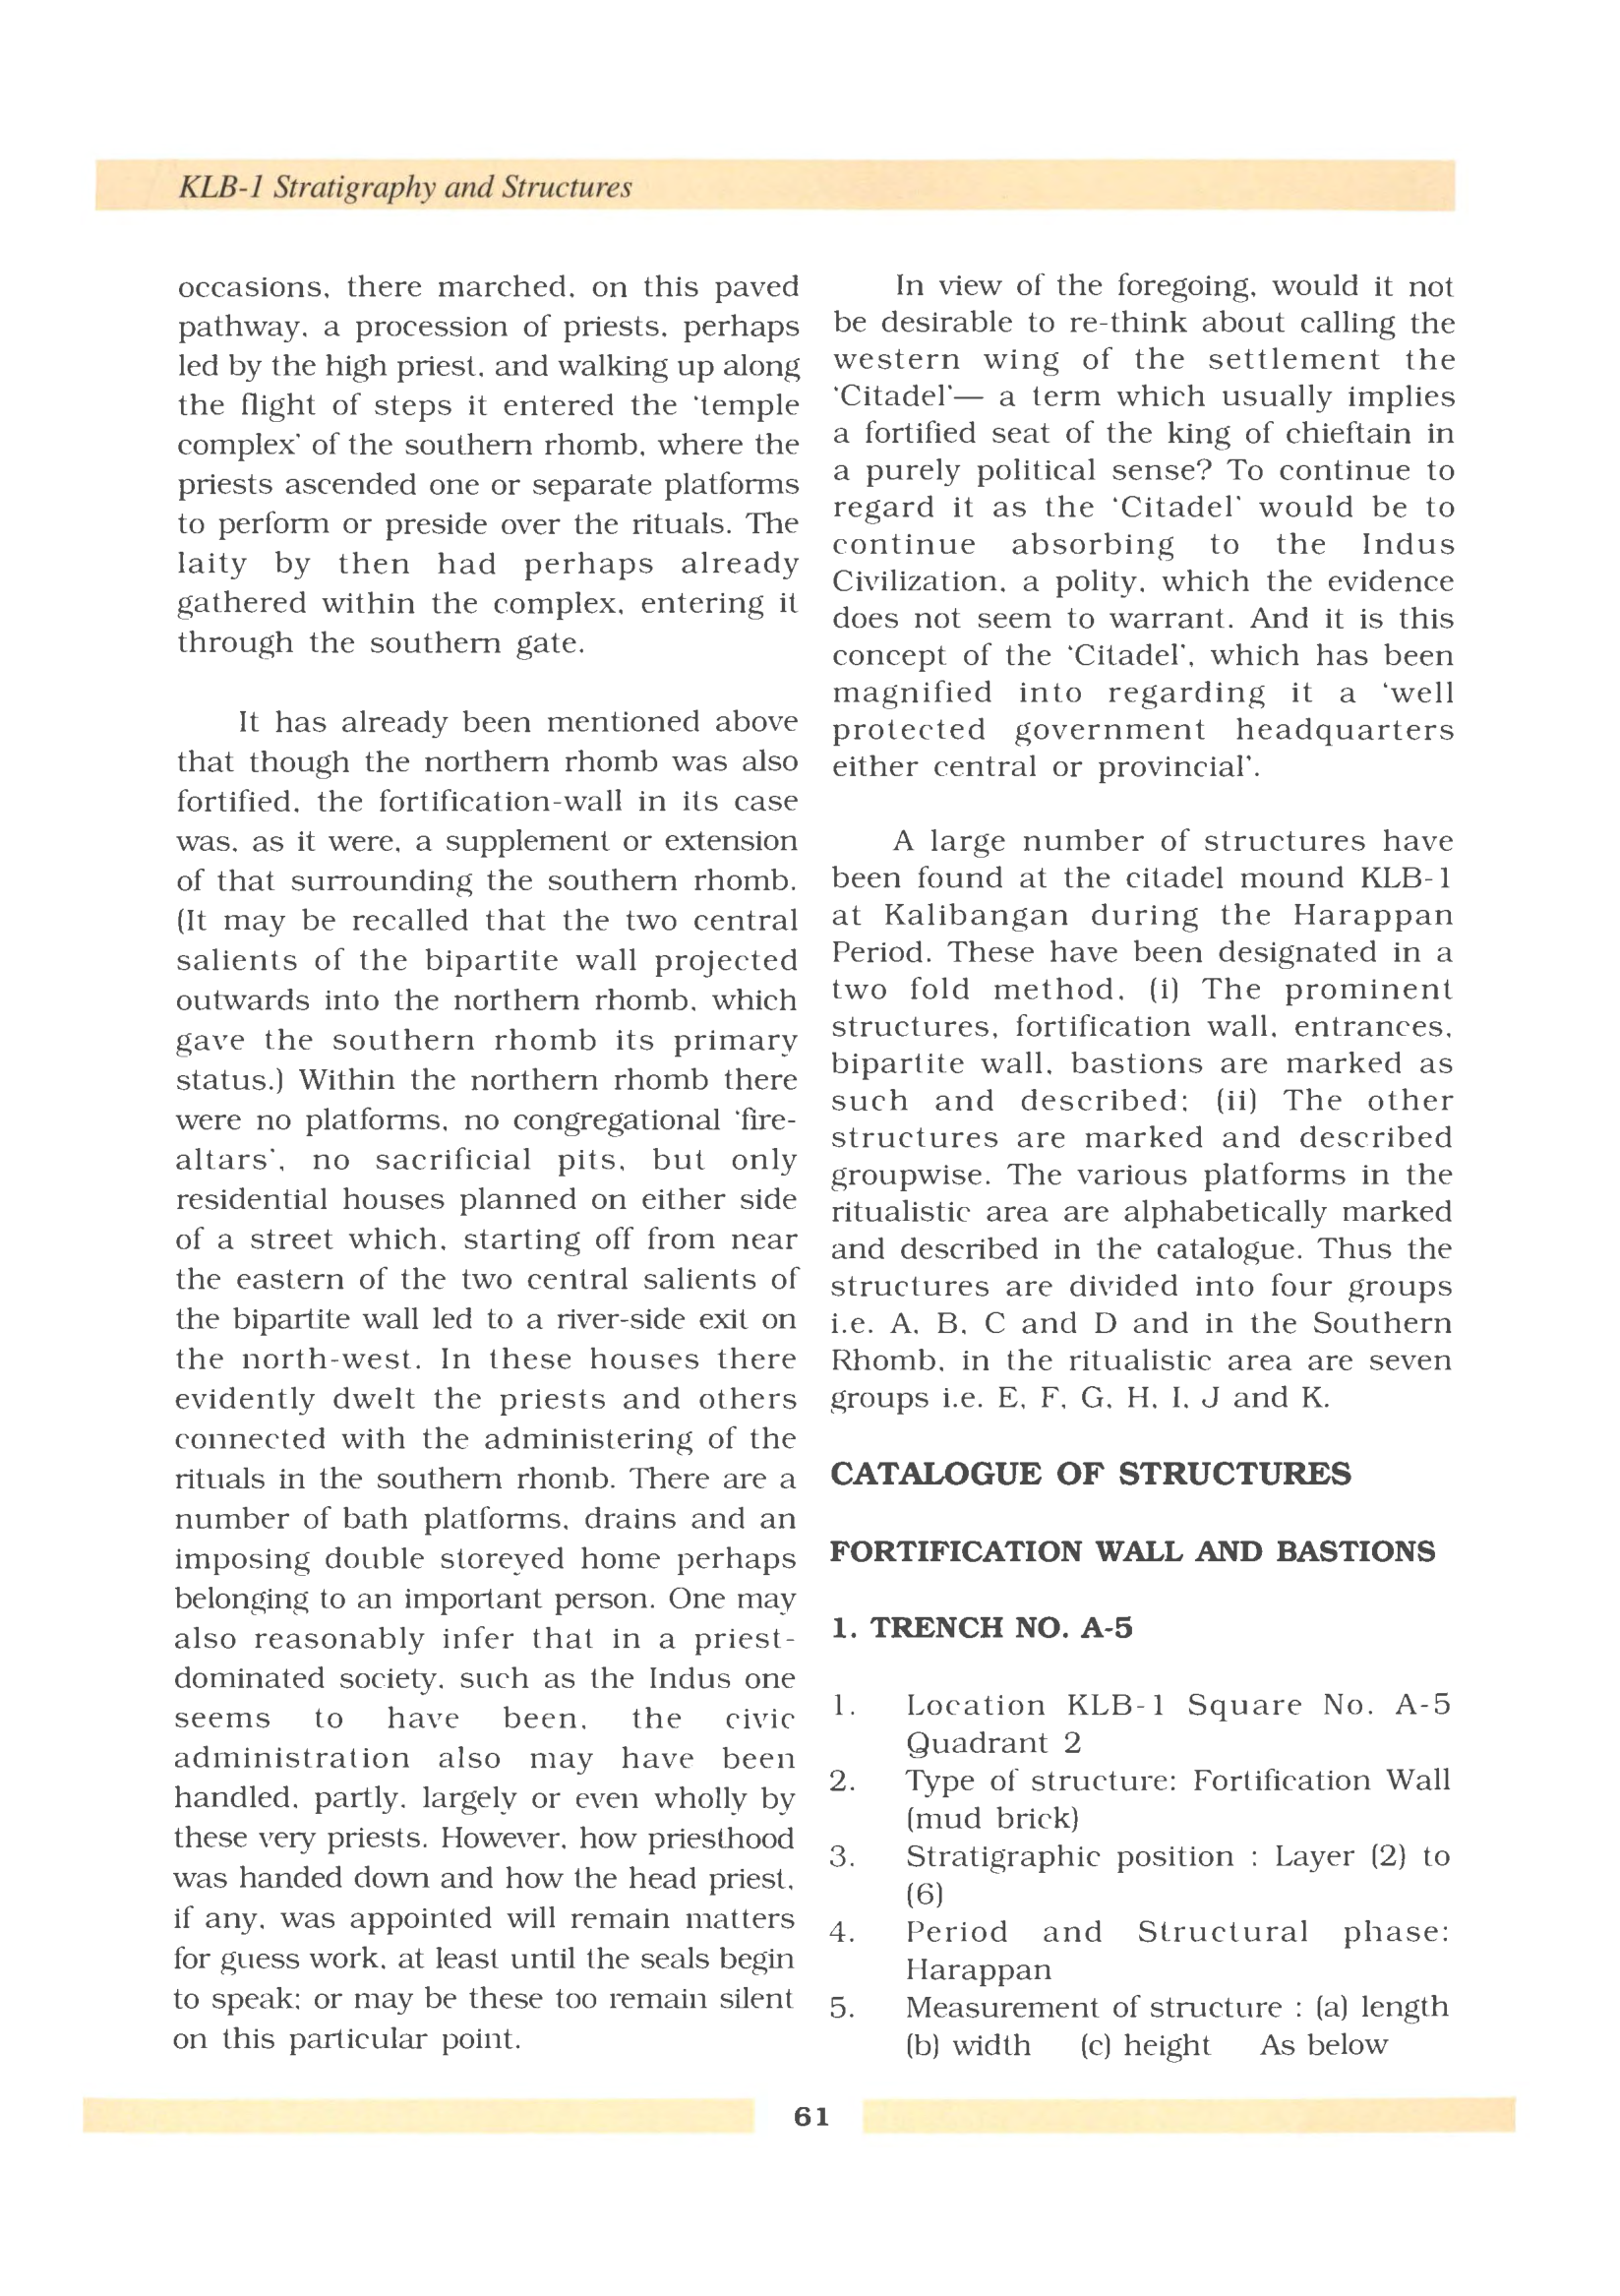 KLB-1 Stratigraphy and Structures
occasions, there marched, on this paved
pathway, a procession of priests, perhaps
led by the high priest, and walking up along
the flight of steps it entered the ‘temple
complex’ of the southern rhomb, where the
priests ascended one or separate platforms
to perform or preside over the rituals. The
laity by then had perhaps already
gathered within the complex, entering it
through the southern gate.
It has already been mentioned above
that though the northern rhomb was also
fortified, the fortification-wall in its case
was, as it were, a supplement or extension
of that surrounding the southern rhomb.
(It may be recalled that the two central
salients of the bipartite wall projected
outwards into the northern rhomb, which
gave the southern rhomb its primary
status.) Within the northern rhomb there
were no platforms, no congregational ‘fire-
altars’, no sacrificial pits, but only
residential houses planned on either side
of a street which, starting off from near
the eastern of the two central salients of
the bipartite wall led to a river-side exit on
the north-west. In these houses there
evidently dwelt the priests and others
connected with the administering of the
rituals in the southern rhomb. There are a
number of bath platforms, drains and an
imposing double storeyed home perhaps
belonging to an important person. One may
also reasonably infer that in a priest-
dominated society, such as the Indus one
seems to have been, the civic
administration also may have been
handled, partly, largely or even wholly by
these very priests. However, how priesthood
was handed down and how the head priest,
if any, was appointed will remain matters
for guess work, at least until the seals begin
to speak; or may be these too remain silent
on this particular point.
In view of the foregoing, would it not
be desirable to re-think about calling the
western wing of the settlement the
‘Citadel’— a term which usually implies
a fortified seat of the king of chieftain in
a purely political sense? To continue to
regard it as the ‘Citadel’ would be to
continue absorbing to the Indus
Civilization, a polity, which the evidence
does not seem to warrant. And it is this
concept of the ‘Citadel’, which has been
magnified into regarding it a ‘well
protected government headquarters
either central or provincial’.
A large number of structures have
been found at the citadel mound KLB-1
at Kalibangan during the Harappan
Period. These have been designated in a
two fold method, (i) The prominent
structures, fortification wall, entrances,
bipartite wall, bastions are marked as
such and described; (ii) The other
structures are marked and described
groupwise. The various platforms in the
ritualistic area are alphabetically marked
and described in the catalogue. Thus the
structures are divided into four groups
i.e. A, B, C and D and in the Southern
Rhomb, in the ritualistic area are seven
groups i.e. E, F, G, H, I, J and K.
CATALOGUE OF STRUCTURES
FORTIFICATION WALL AND BASTIONS
1. TRENCH NO. A-5
1. Location KLB-1 Square No. A-5
Quadrant 2
2. Type of structure: Fortification Wall
(mud brick)
3. Stratigraphic position : Layer (2) to
(6)
4. Period and Structural phase:
Harappan
5. Measurement of structure : (a) length
(b) width (c) height As below
61